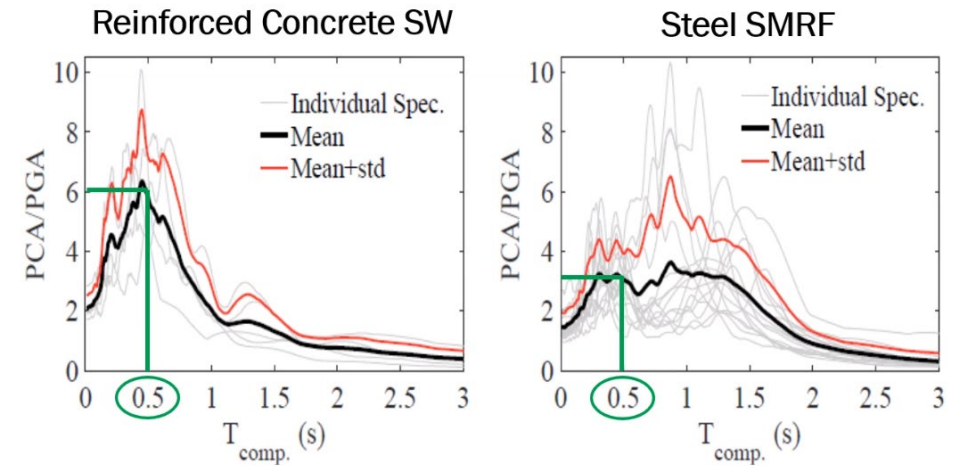 Reinforced Concrete SW
10
8
6
4
2
0
PCA/PGA
Individual Spec.
Mean
Mean+std
0 0.5 1 1.5 2 2.5 3
T comp. (s)
Steel SMRF
10
8
6
4
2
0
PCA/PGA
Individual Spec.
Mean
Mean+std
0 0.5 1 1.5 2 2.5 3
T comp. (s)